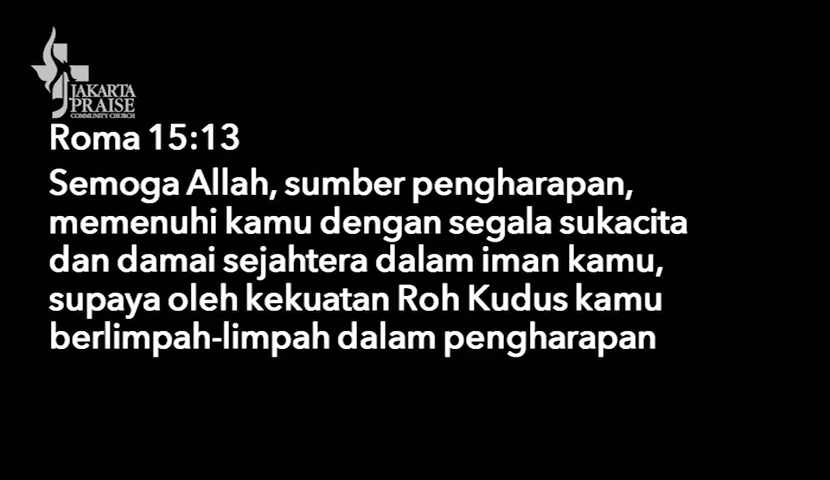 JAKARTA
PRAISE
COMMUNITY CHURCH
Roma 15:13
Semoga Allah, sumber pengharapan,
memenuhi kamu dengan segala sukacita
dan damai sejahtera dalam iman kamu,
supaya oleh kekuatan Roh Kudus kamu
berlimpah-limpah dalam pengharapan